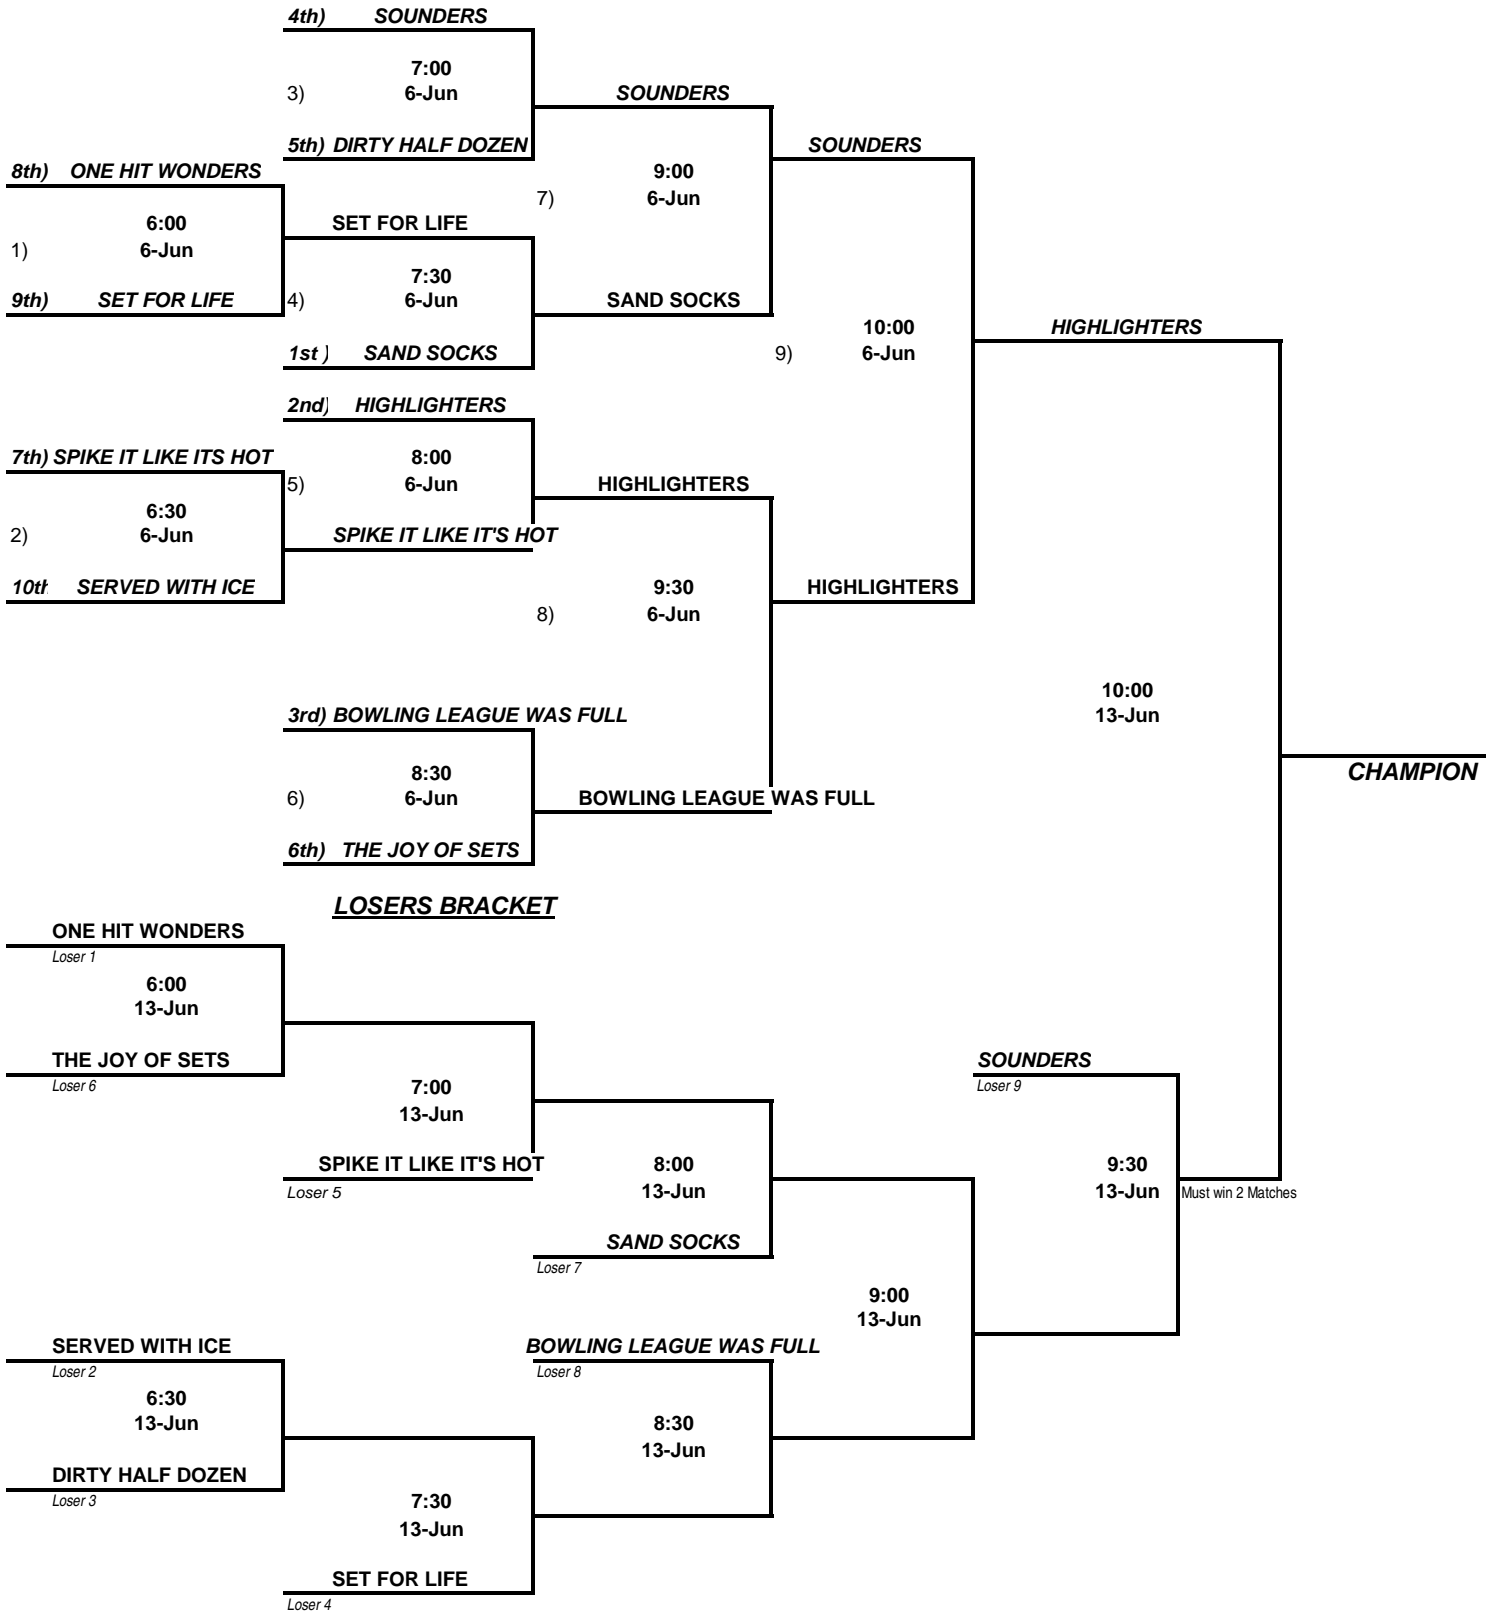 4th) SOUNDERS
7:00
3) 6-Jun
SOUNDERS
5th) DIRTY HALF DOZEN
SOUNDERS
8th) ONE HIT WONDERS
9:00
7) 6-Jun
6:00
SET FOR LIFE
1) 6-Jun
7:30
9th) SET FOR LIFE
4) 6-Jun
SAND SOCKS
10:00
HIGHLIGHTERS
1st ) SAND SOCKS
9) 6-Jun
2nd) HIGHLIGHTERS
7th) SPIKE IT LIKE ITS HOT
8:00
5) 6-Jun
HIGHLIGHTERS
6:30
2) 6-Jun
SPIKE IT LIKE IT'S HOT
10th SERVED WITH ICE
9:30
HIGHLIGHTERS
8) 6-Jun
10:00
13-Jun
3rd) BOWLING LEAGUE WAS FULL
8:30
CHAMPION
6) 6-Jun
BOWLING LEAGUE WAS FULL
6th) THE JOY OF SETS
LOSERS BRACKET
ONE HIT WONDERS
Loser 1
6:00
13-Jun
THE JOY OF SETS
Loser 6
SOUNDERS
Loser 9
7:00
13-Jun
SPIKE IT LIKE IT'S HOT
Loser 5
8:00
13-Jun
9:30
13-Jun
Must win 2 Matches
SAND SOCKS
Loser 7
9:00
13-Jun
SERVED WITH ICE
Loser 2
BOWLING LEAGUE WAS FULL
Loser 8
6:30
13-Jun
8:30
13-Jun
DIRTY HALF DOZEN
Loser 3
7:30
13-Jun
SET FOR LIFE
Loser 4